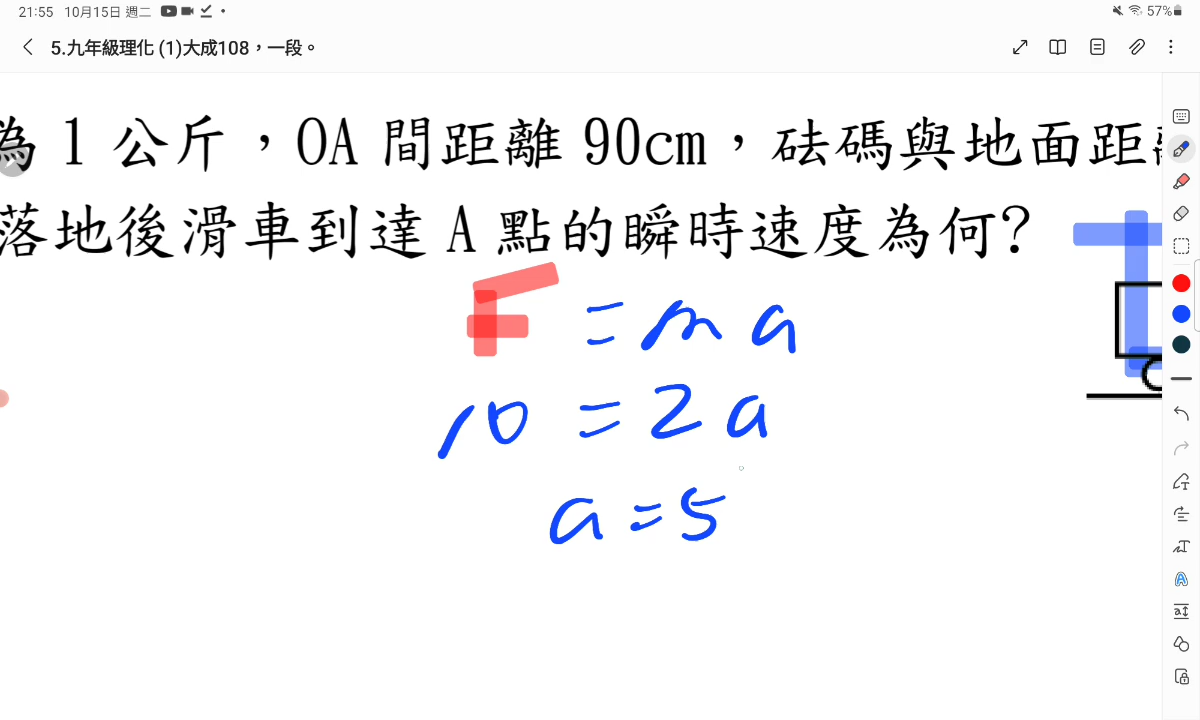 21:55 10月15日 週二
57%
5.九年級理化 (1)大成108，一段。
為 1 公斤，OA 間距離 90cm，砝碼與地面距離
落地後滑車到達 A 點的瞬時速度為何?
F = ma
10 = 2a
a = 5